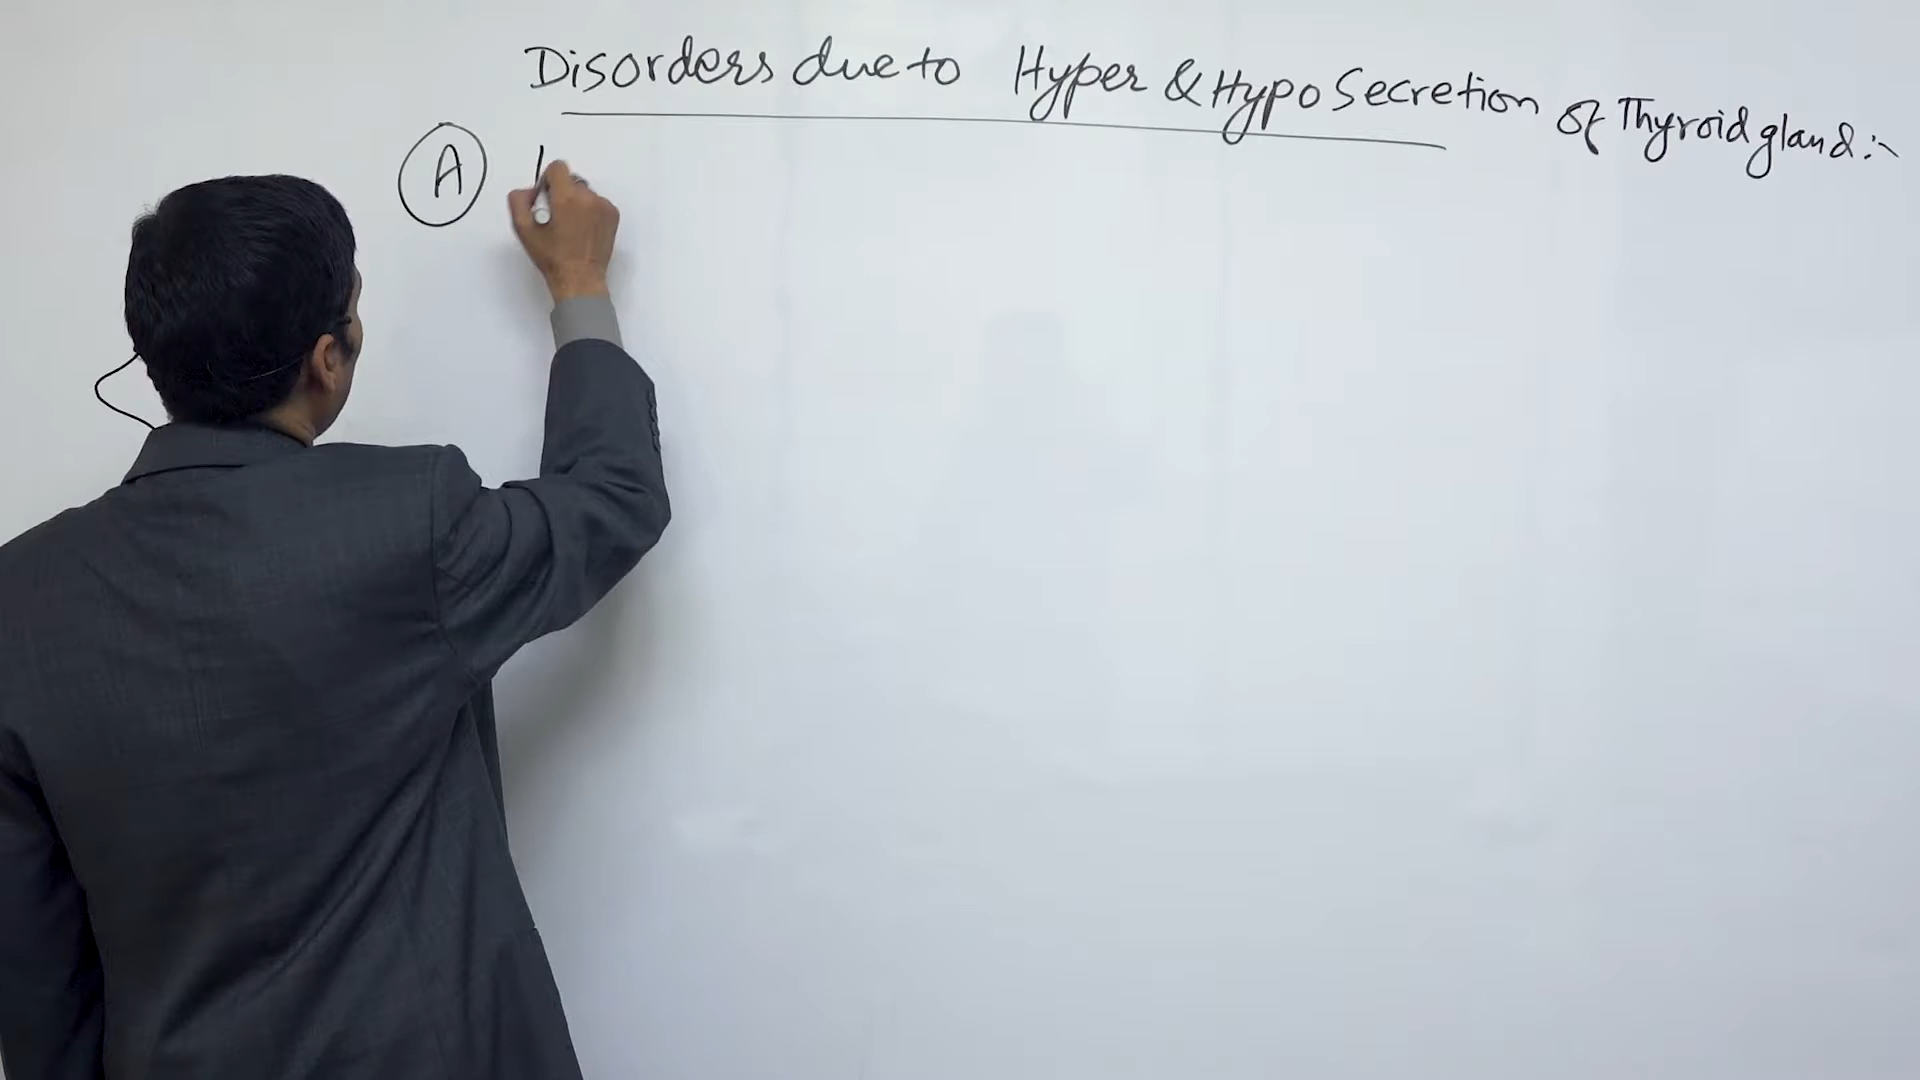 Disorders due to Hyper & Hypo Secretion of Thyroid gland:-
A